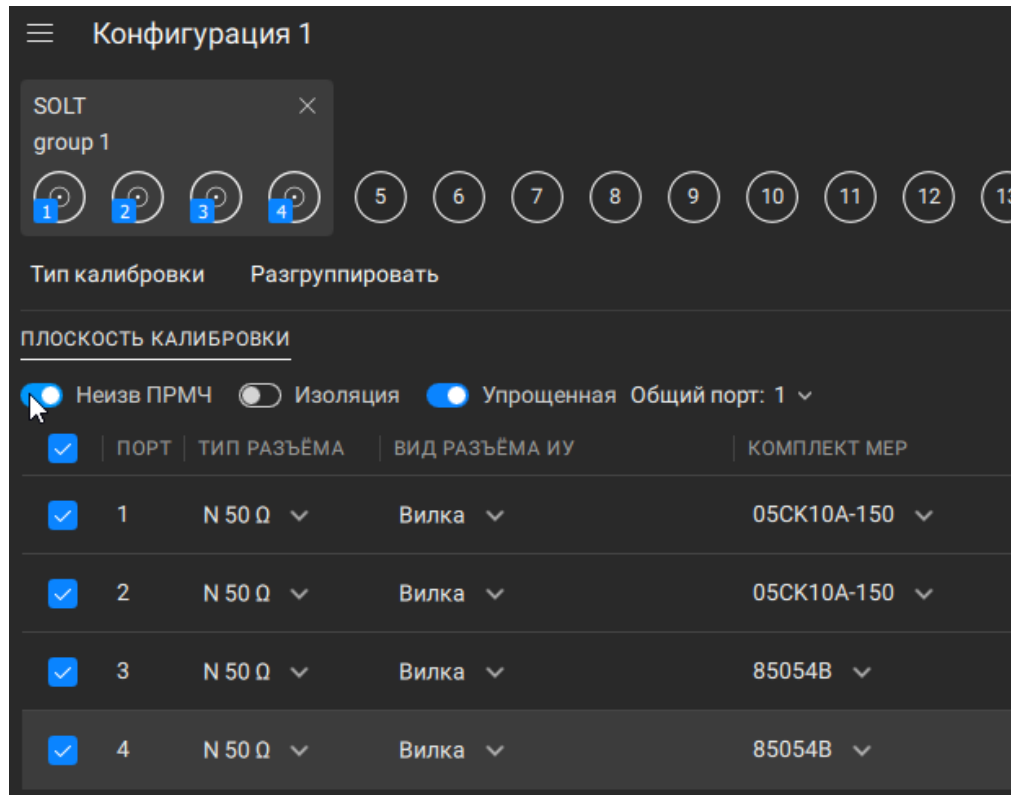 Конфигурация 1
SOLT
group 1
1 2 3 4 5 6 7 8 9 10 11 12
Тип калибровки Разгруппировать
ПЛОСКОСТЬ КАЛИБРОВКИ
Неизв ПРМЧ Изоляция Упрощенная Общий порт: 1
ПОРТ ТИП РАЗЪЁМА ВИД РАЗЪЁМА ИУ КОМПЛЕКТ МЕР
1 N 50 Ω Вилка 05CK10A-150
2 N 50 Ω Вилка 05CK10A-150
3 N 50 Ω Вилка 85054B
4 N 50 Ω Вилка 85054B